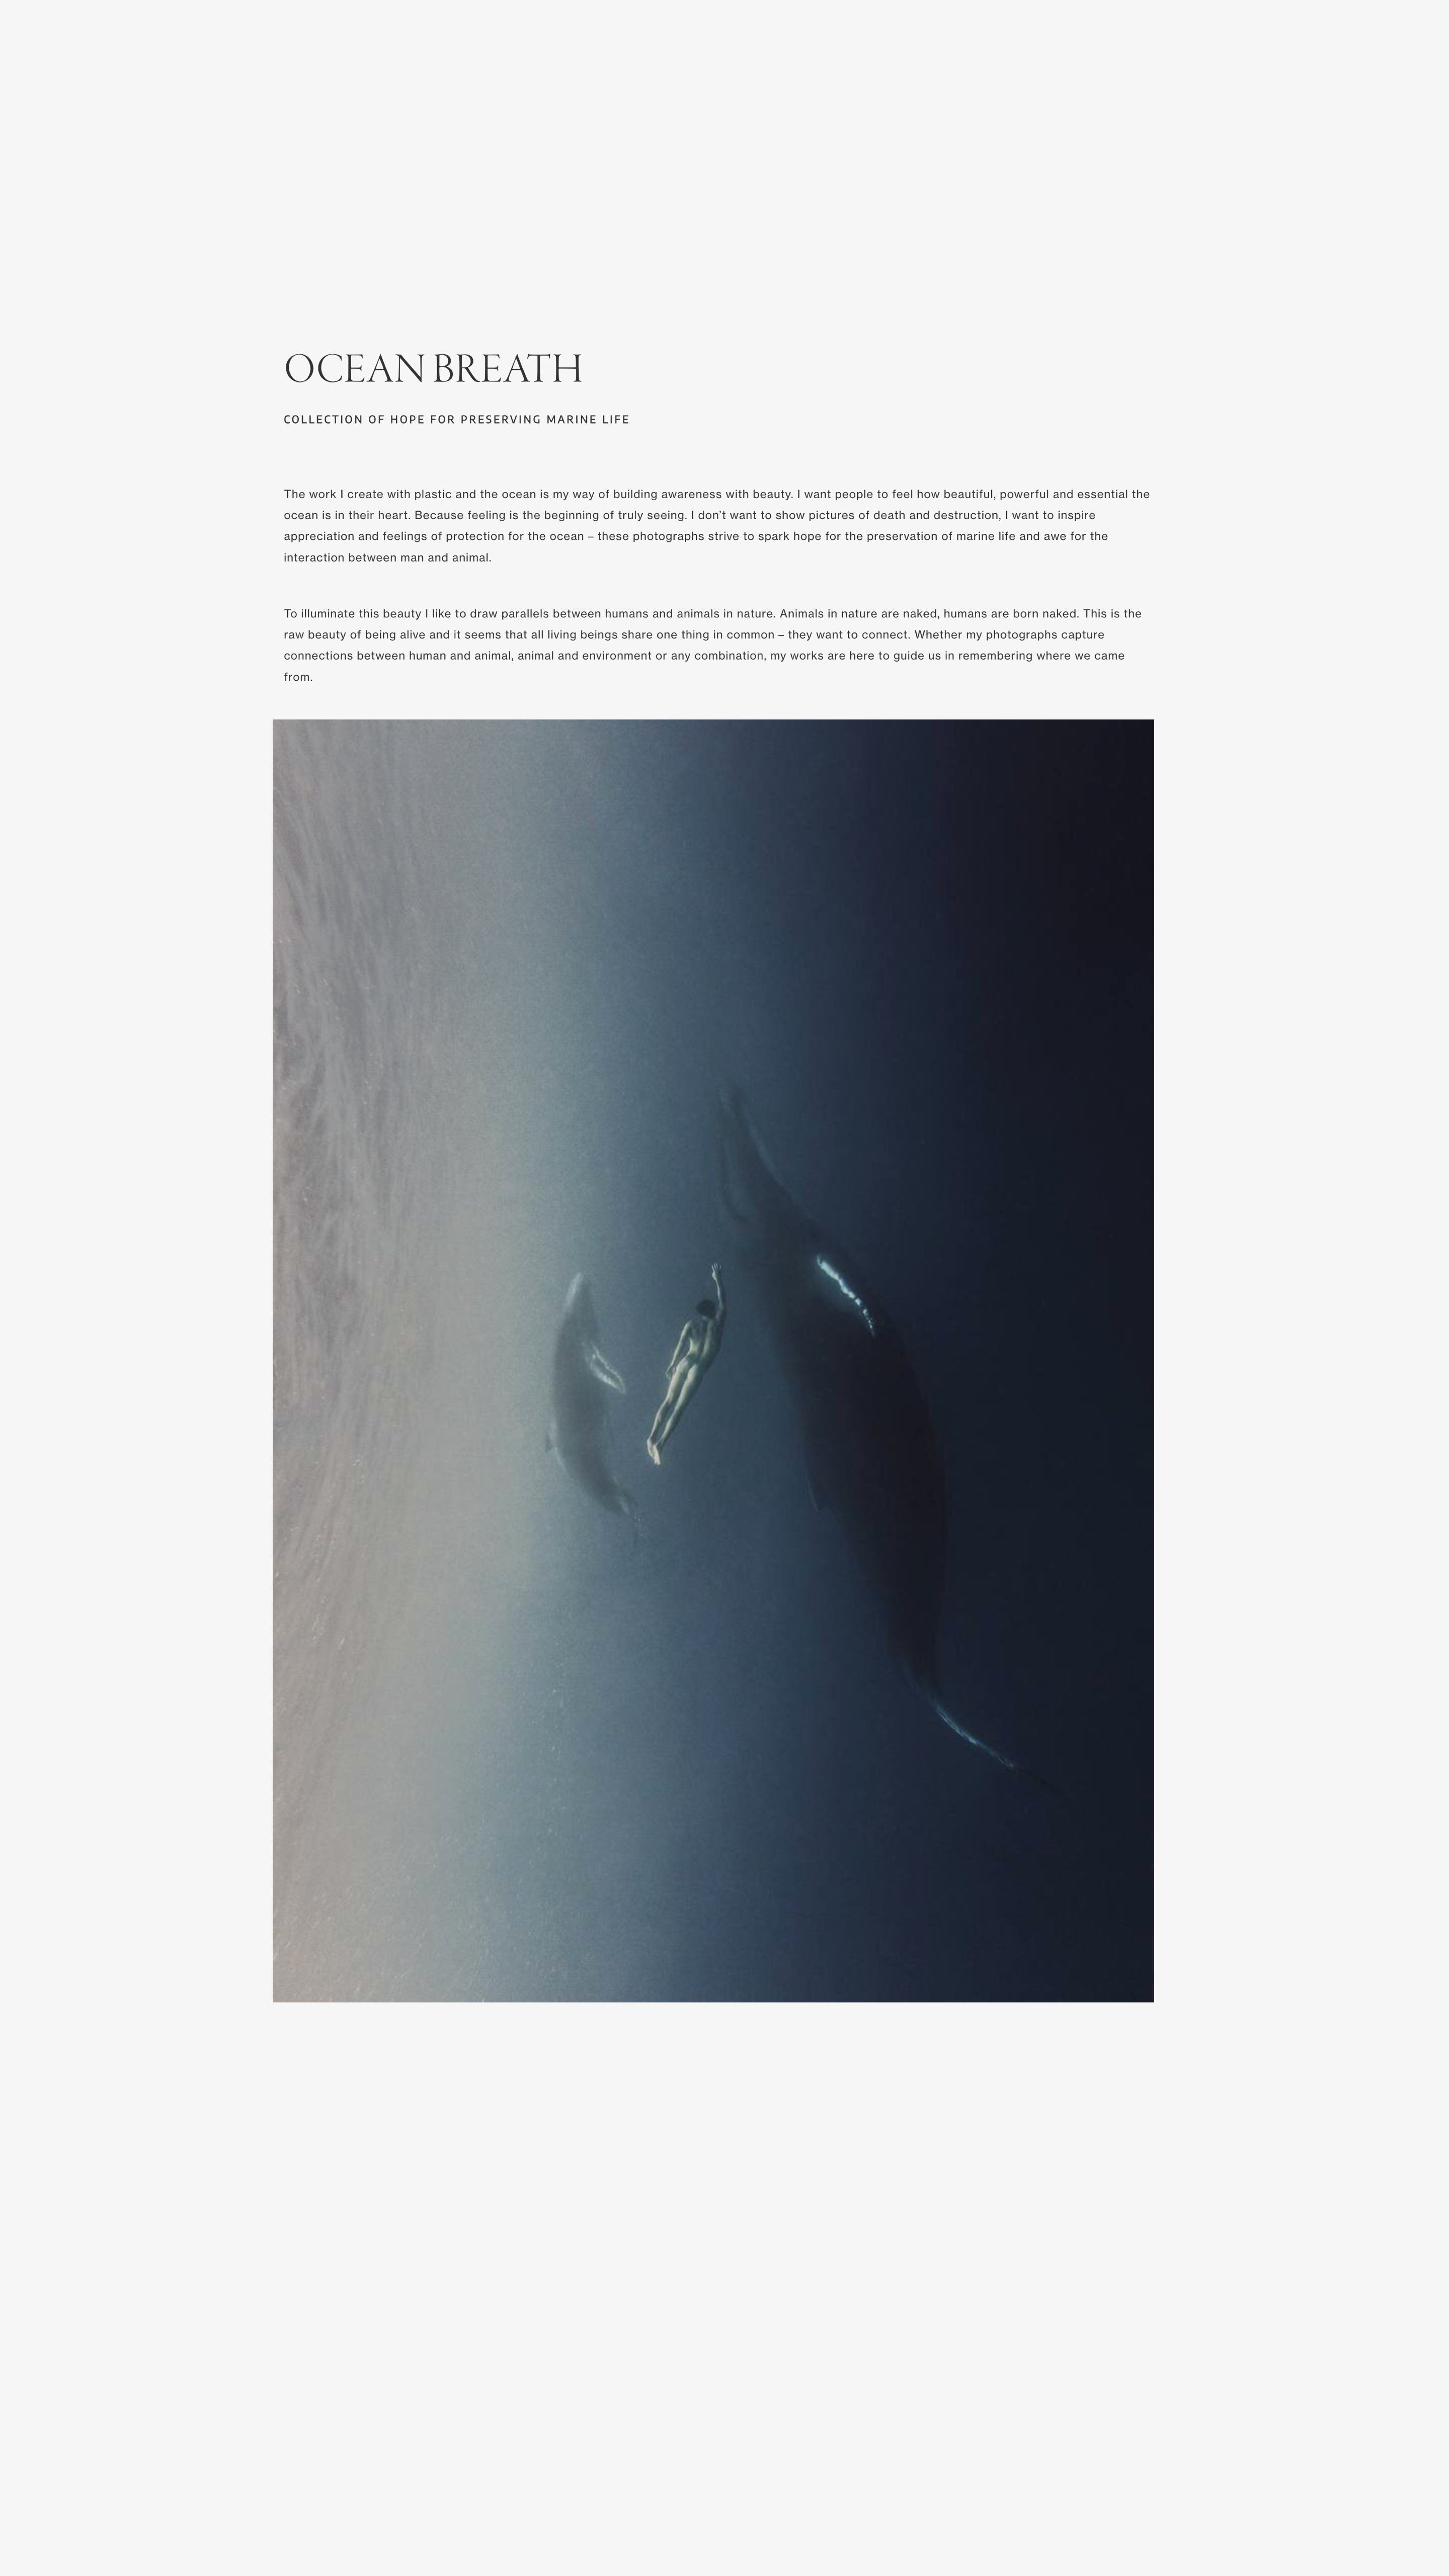 OCEAN BREATH
COLLECTION OF HOPE FOR PRESERVING MARINE LIFE
The work I create with plastic and the ocean is my way of building awareness with beauty. I want people to feel how beautiful, powerful and essential the
ocean is in their heart. Because feeling is the beginning of truly seeing. I don’t want to show pictures of death and destruction, I want to inspire
appreciation and feelings of protection for the ocean – these photographs strive to spark hope for the preservation of marine life and awe for the
interaction between man and animal.
To illuminate this beauty I like to draw parallels between humans and animals in nature. Animals in nature are naked, humans are born naked. This is the
raw beauty of being alive and it seems that all living beings share one thing in common – they want to connect. Whether my photographs capture
connections between human and animal, animal and environment or any combination, my works are here to guide us in remembering where we came
from.